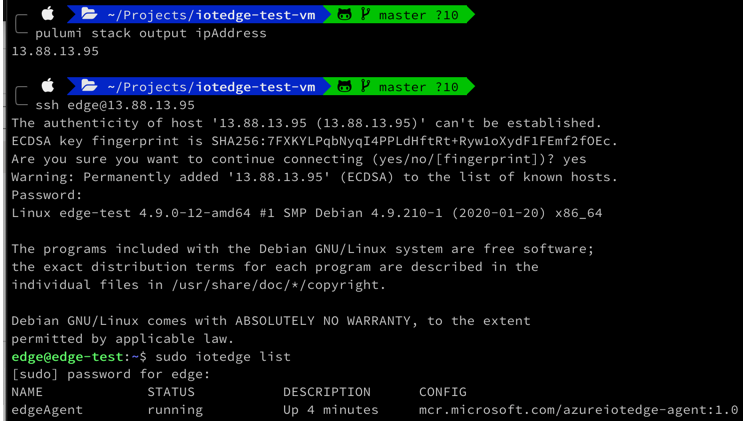 ~/Projects/iotedge-test-vm master ?10
pulumi stack output ipAddress
13.88.13.95
~/Projects/iotedge-test-vm master ?10
ssh edge@13.88.13.95
The authenticity of host '13.88.13.95 (13.88.13.95)' can't be established.
ECDSA key fingerprint is SHA256:7FXKYLPqbNyqI4PPLdHftRt+Ryw1oXydF1FEmf2fOEc.
Are you sure you want to continue connecting (yes/no/[fingerprint])? yes
Warning: Permanently added '13.88.13.95' (ECDSA) to the list of known hosts.
Password:
Linux edge-test 4.9.0-12-amd64 #1 SMP Debian 4.9.210-1 (2020-01-20) x86_64
The programs included with the Debian GNU/Linux system are free software;
the exact distribution terms for each program are described in the
individual files in /usr/share/doc/*/copyright.
Debian GNU/Linux comes with ABSOLUTELY NO WARRANTY, to the extent
permitted by applicable law.
edge@edge-test:~$ sudo iotedge list
[sudo] password for edge:
NAME STATUS DESCRIPTION CONFIG
edgeAgent running Up 4 minutes mcr.microsoft.com/azureiotedge-agent:1.0